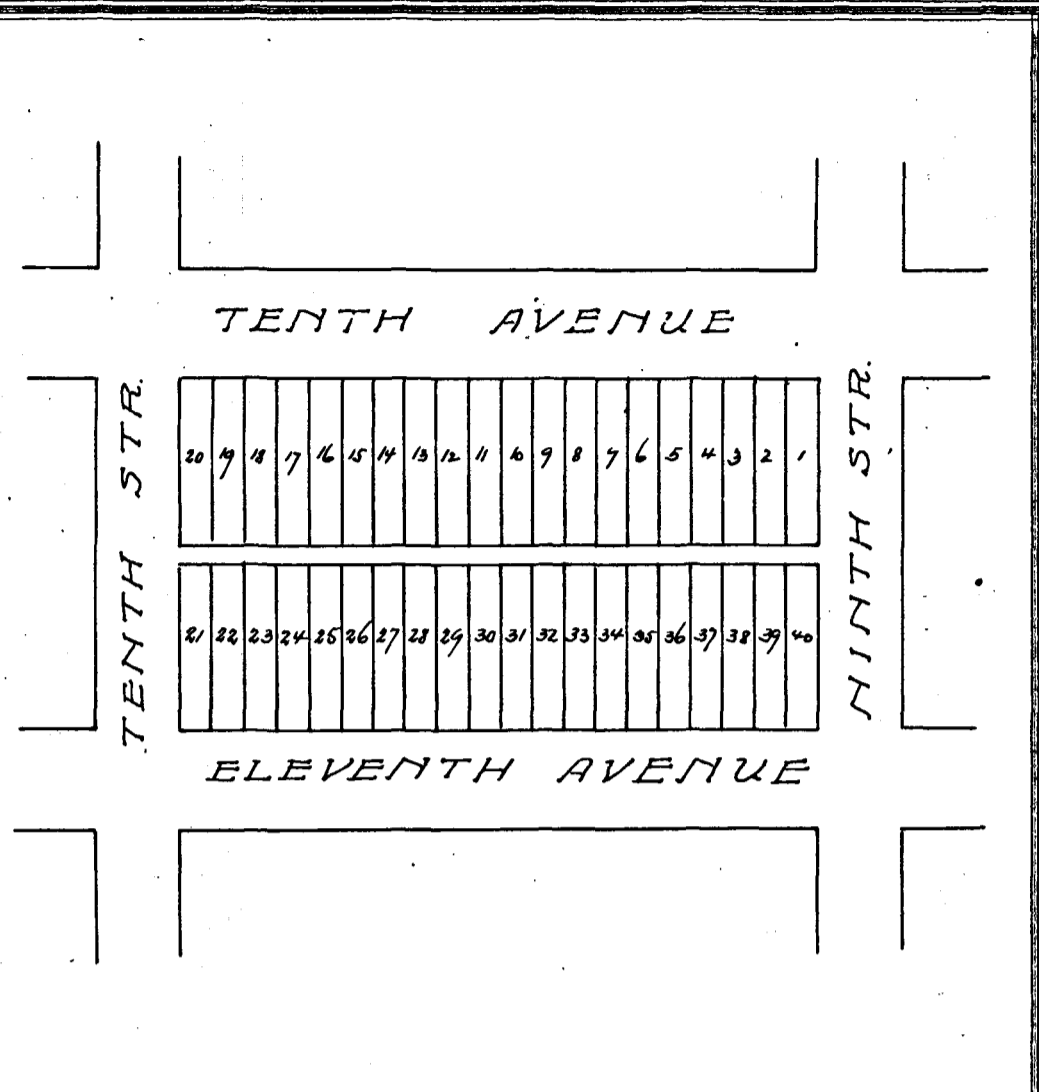 TENTH AVENUE
TENTH STR.
NINTH STR.
20 19 18 17 16 15 14 13 12 11 10 9 8 7 6 5 4 3 2 1
21 22 23 24 25 26 27 28 29 30 31 32 33 34 35 36 37 38 39 40
ELEVENTH AVENUE